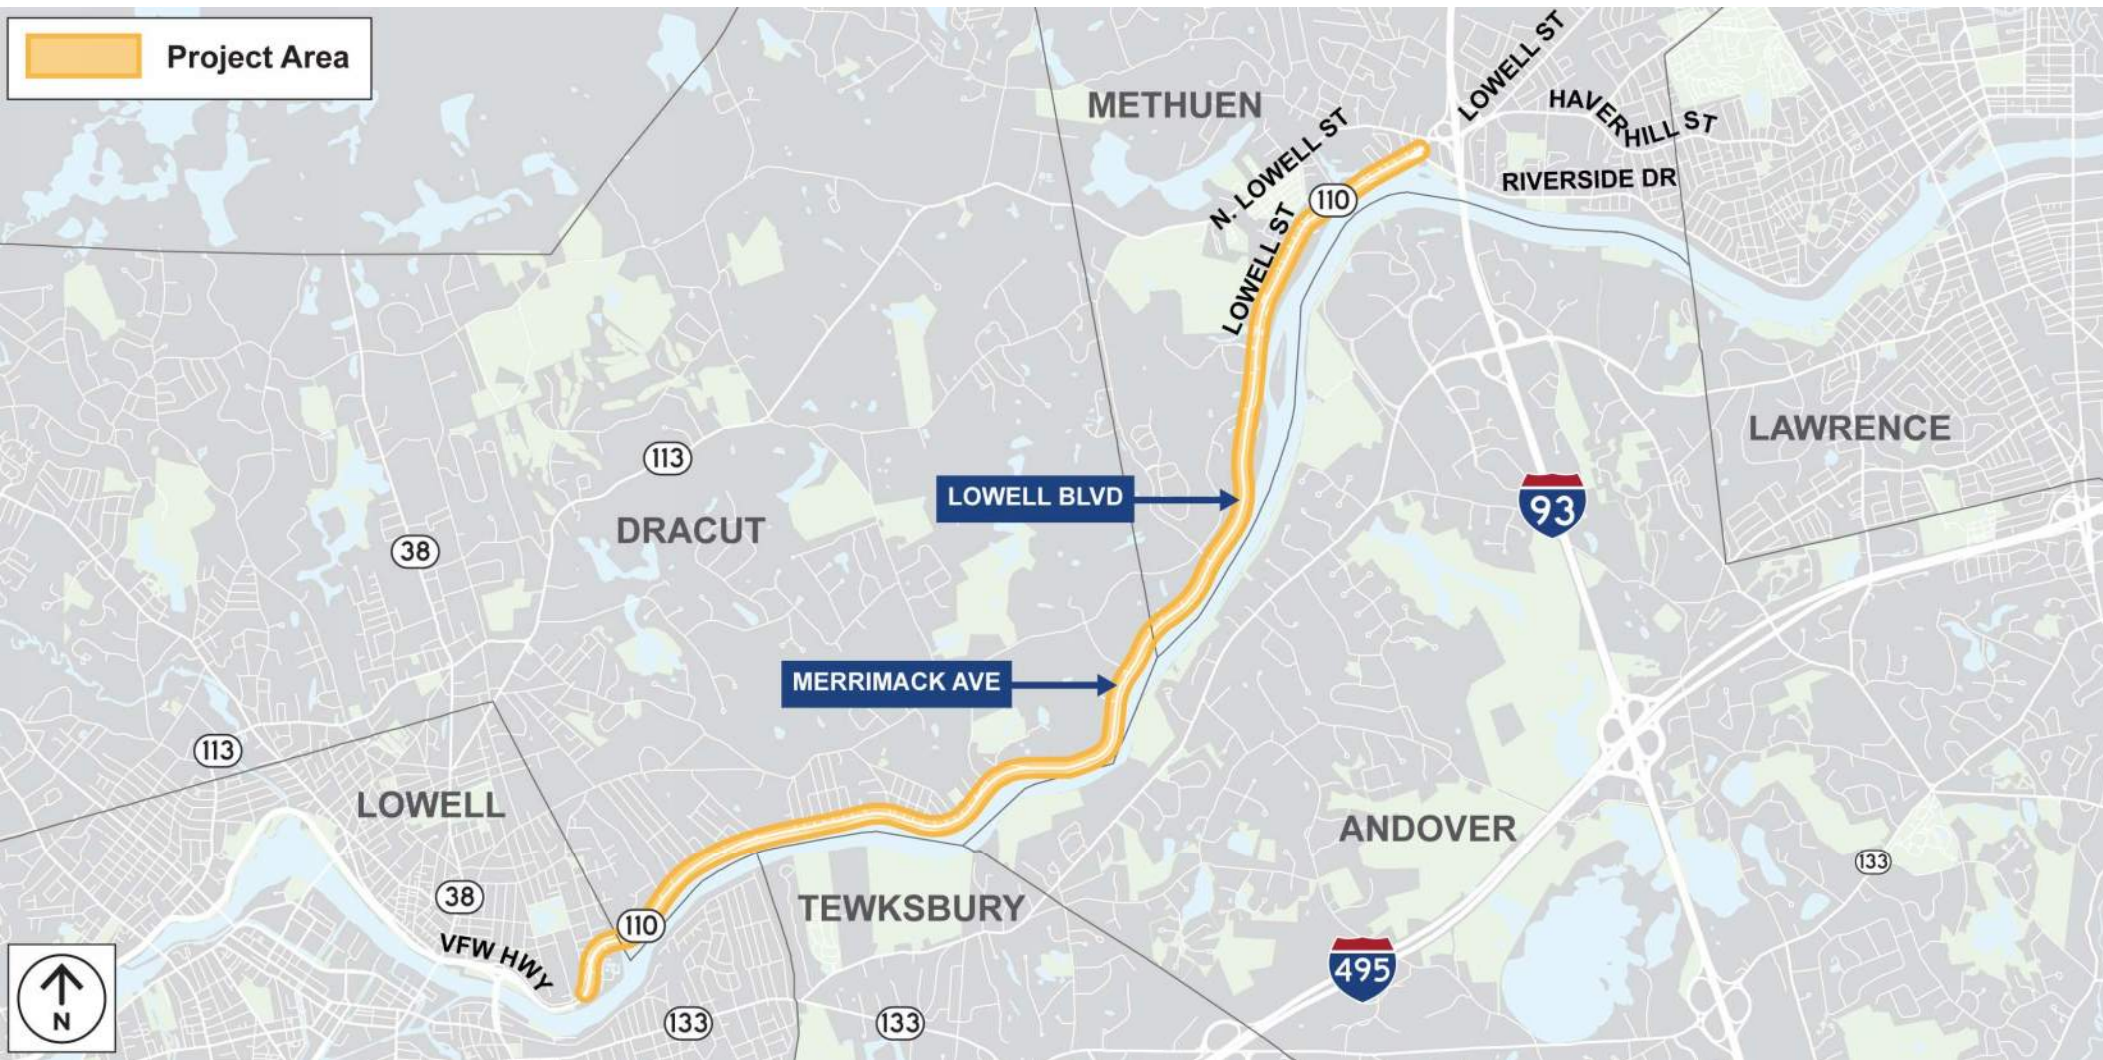 Project Area
METHUEN
LOWELL ST
HAVERHILL ST
N. LOWELL ST
RIVERSIDE DR
110
LOWELL ST
LAWRENCE
113
LOWELL BLVD
93
DRACUT
38
MERRIMACK AVE
113
LOWELL
ANDOVER
133
38
TEWKSBURY
110
VFW HWY
495
N
133
133